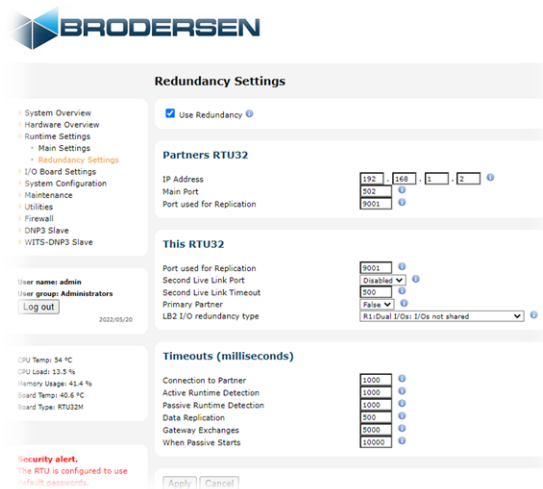 BRODERSEN
Redundancy Settings
System Overview
Hardware Overview
Runtime Settings
Main Settings
Redundancy Settings
I/O Board Settings
System Configuration
Maintenance
Utilities
Firewall
DNP3 Slave
WITS-DNP3 Slave
User name: admin
User group: Administrators
Log out
2022/05/20
CPU Temp: 54 °C
CPU Load: 13.5 %
Memory Usage: 41.4 %
Board Temp: 40.6 °C
Board Type: RTU32M
Security alert.
The RTU is configured to use
default passwords.
Use Redundancy
Partners RTU32
IP Address 192 . 168 . 1 . 2
Main Port 502
Port used for Replication 9001
This RTU32
Port used for Replication 9001
Second Live Link Port Disabled
Second Live Link Timeout 500
Primary Partner False
LB2 I/O redundancy type R1:Dual I/Os: I/Os not shared
Timeouts (milliseconds)
Connection to Partner 1000
Active Runtime Detection 1000
Passive Runtime Detection 1000
Data Replication 500
Gateway Exchanges 5000
When Passive Starts 10000
Apply Cancel